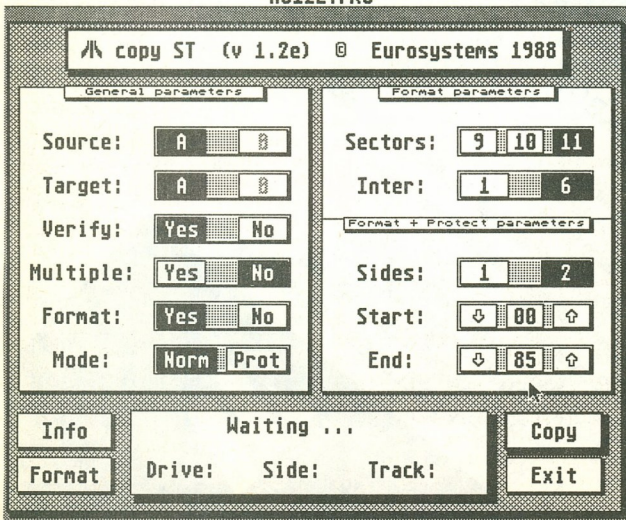 copy ST (v 1.2e) © Eurosystems 1988
General parameters
Source: A B
Target: A B
Verify: Yes No
Multiple: Yes No
Format: Yes No
Mode: Norm Prot
Format parameters
Sectors: 9 10 11
Inter: 1 6
Format + Protect parameters
Sides: 1 2
Start: ⇩ 00 ⇧
End: ⇩ 85 ⇧
Info
Format
Waiting ...
Drive: Side: Track:
Copy
Exit